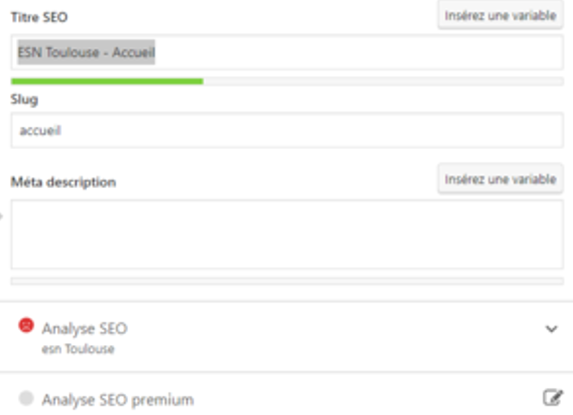 Titre SEO
Insérez une variable
ESN Toulouse - Accueil
Slug
accueil
Méta description
Insérez une variable
Analyse SEO
esn Toulouse
Analyse SEO premium